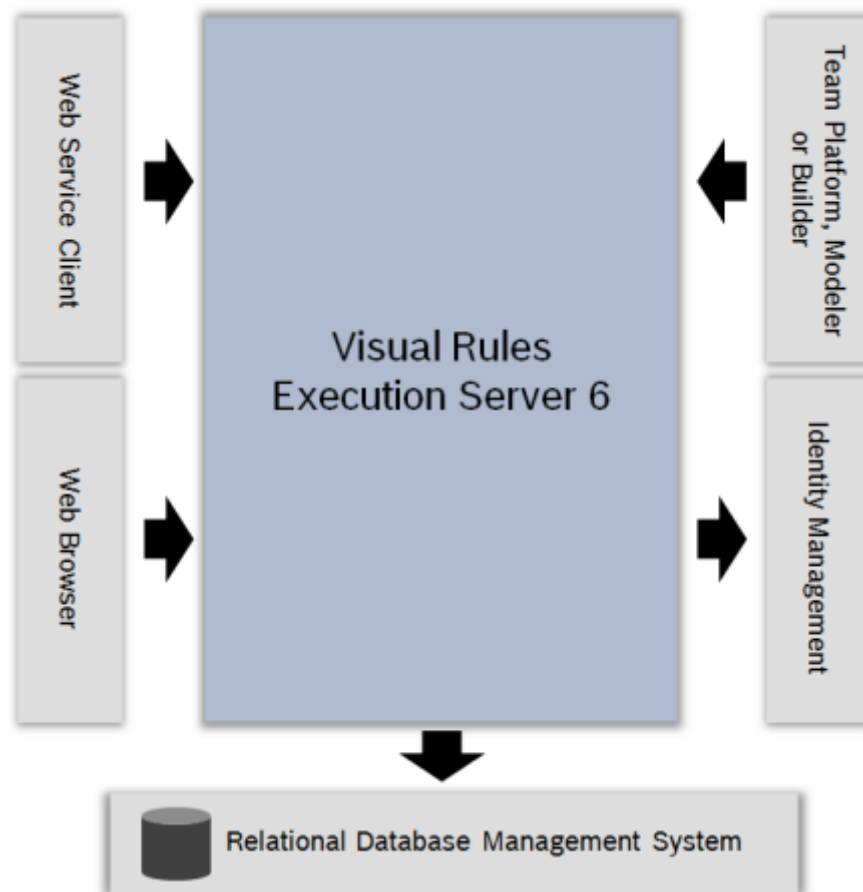 Web Service Client
Team Platform, Modeler
or Builder
Visual Rules
Execution Server 6
Web Browser
Identity Management
Relational Database Management System